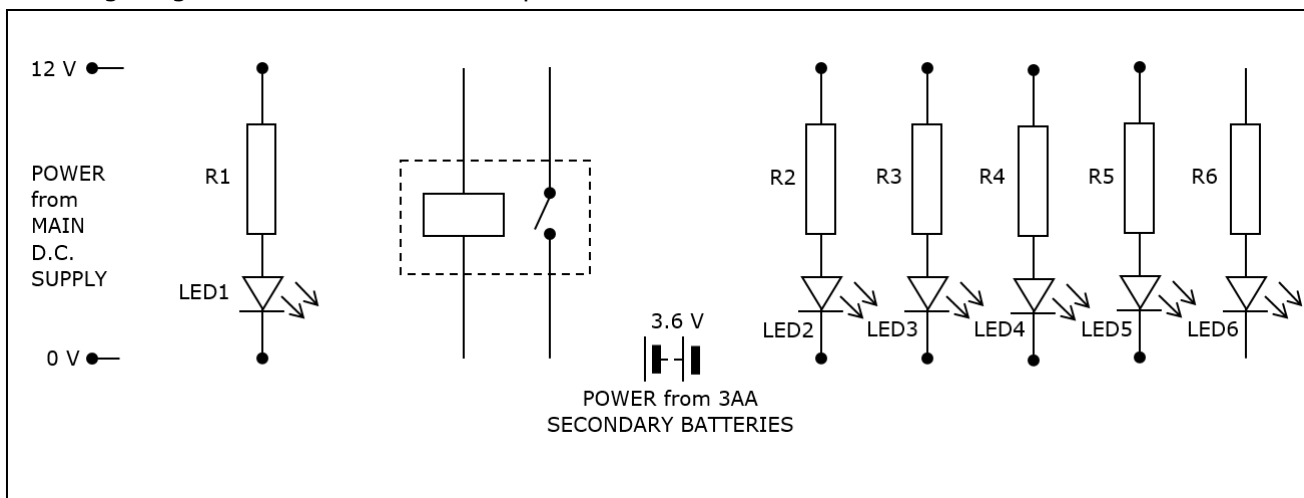 12 V
POWER
from
MAIN
D.C.
SUPPLY
0 V
R1
LED1
3.6 V
POWER from 3AA
SECONDARY BATTERIES
R2
R3
R4
R5
R6
LED2
LED3
LED4
LED5
LED6